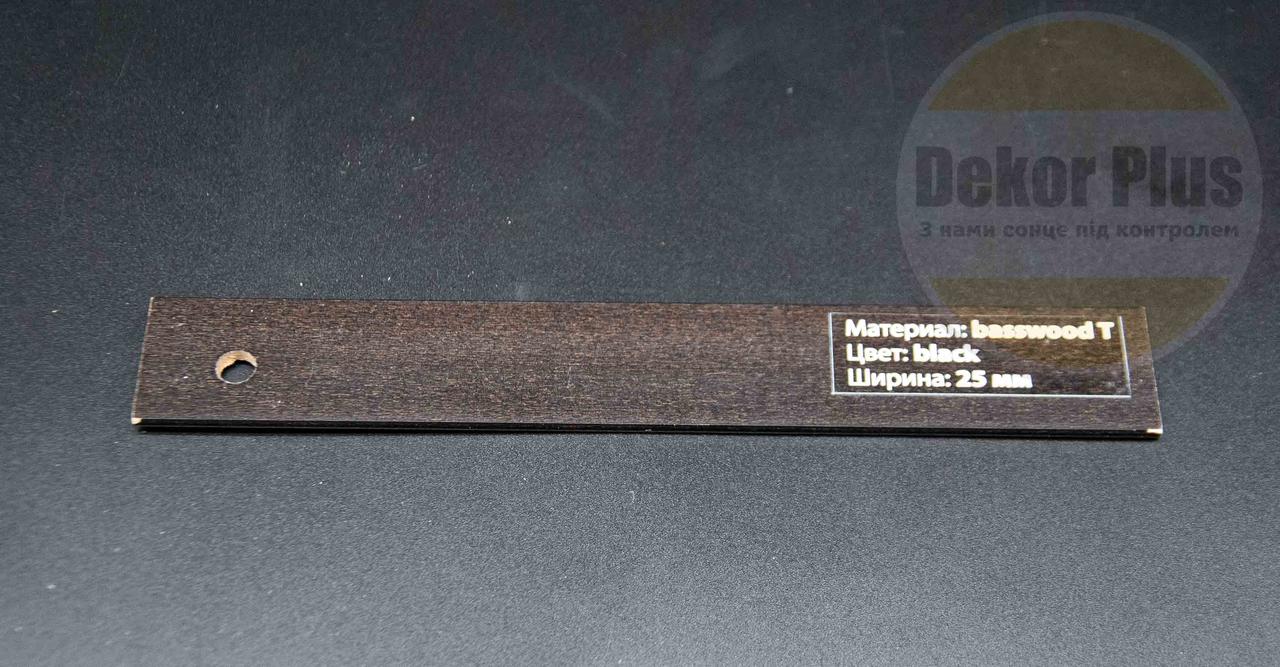 Dekor Plus
З нами сонце під контролем
Материал: basswood T
Цвет: black
Ширина: 25 мм